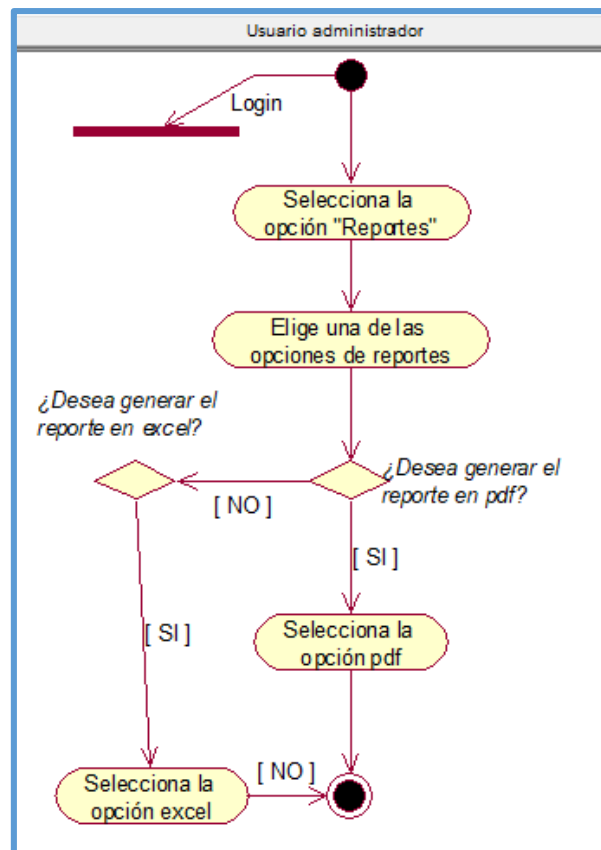 Usuario administrador
Login
Selecciona la
opción "Reportes"
Elige una de las
opciones de reportes
¿Desea generar el
reporte en excel?
¿Desea generar el
reporte en pdf?
[ NO ]
[ SI ]
[ SI ]
Selecciona la
opción pdf
Selecciona la
opción excel
[ NO ]